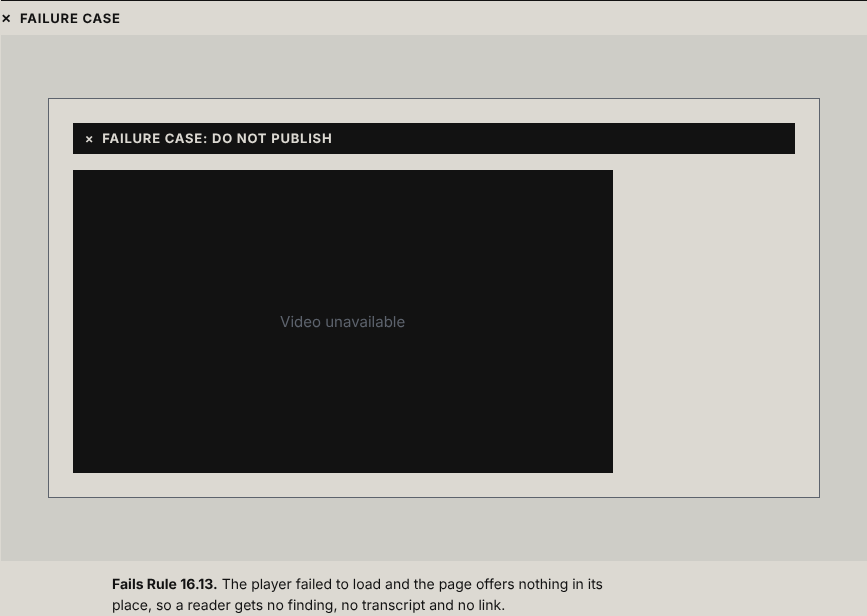 × FAILURE CASE
× FAILURE CASE: DO NOT PUBLISH
Video unavailable
Fails Rule 16.13. The player failed to load and the page offers nothing in its
place, so a reader gets no finding, no transcript and no link.